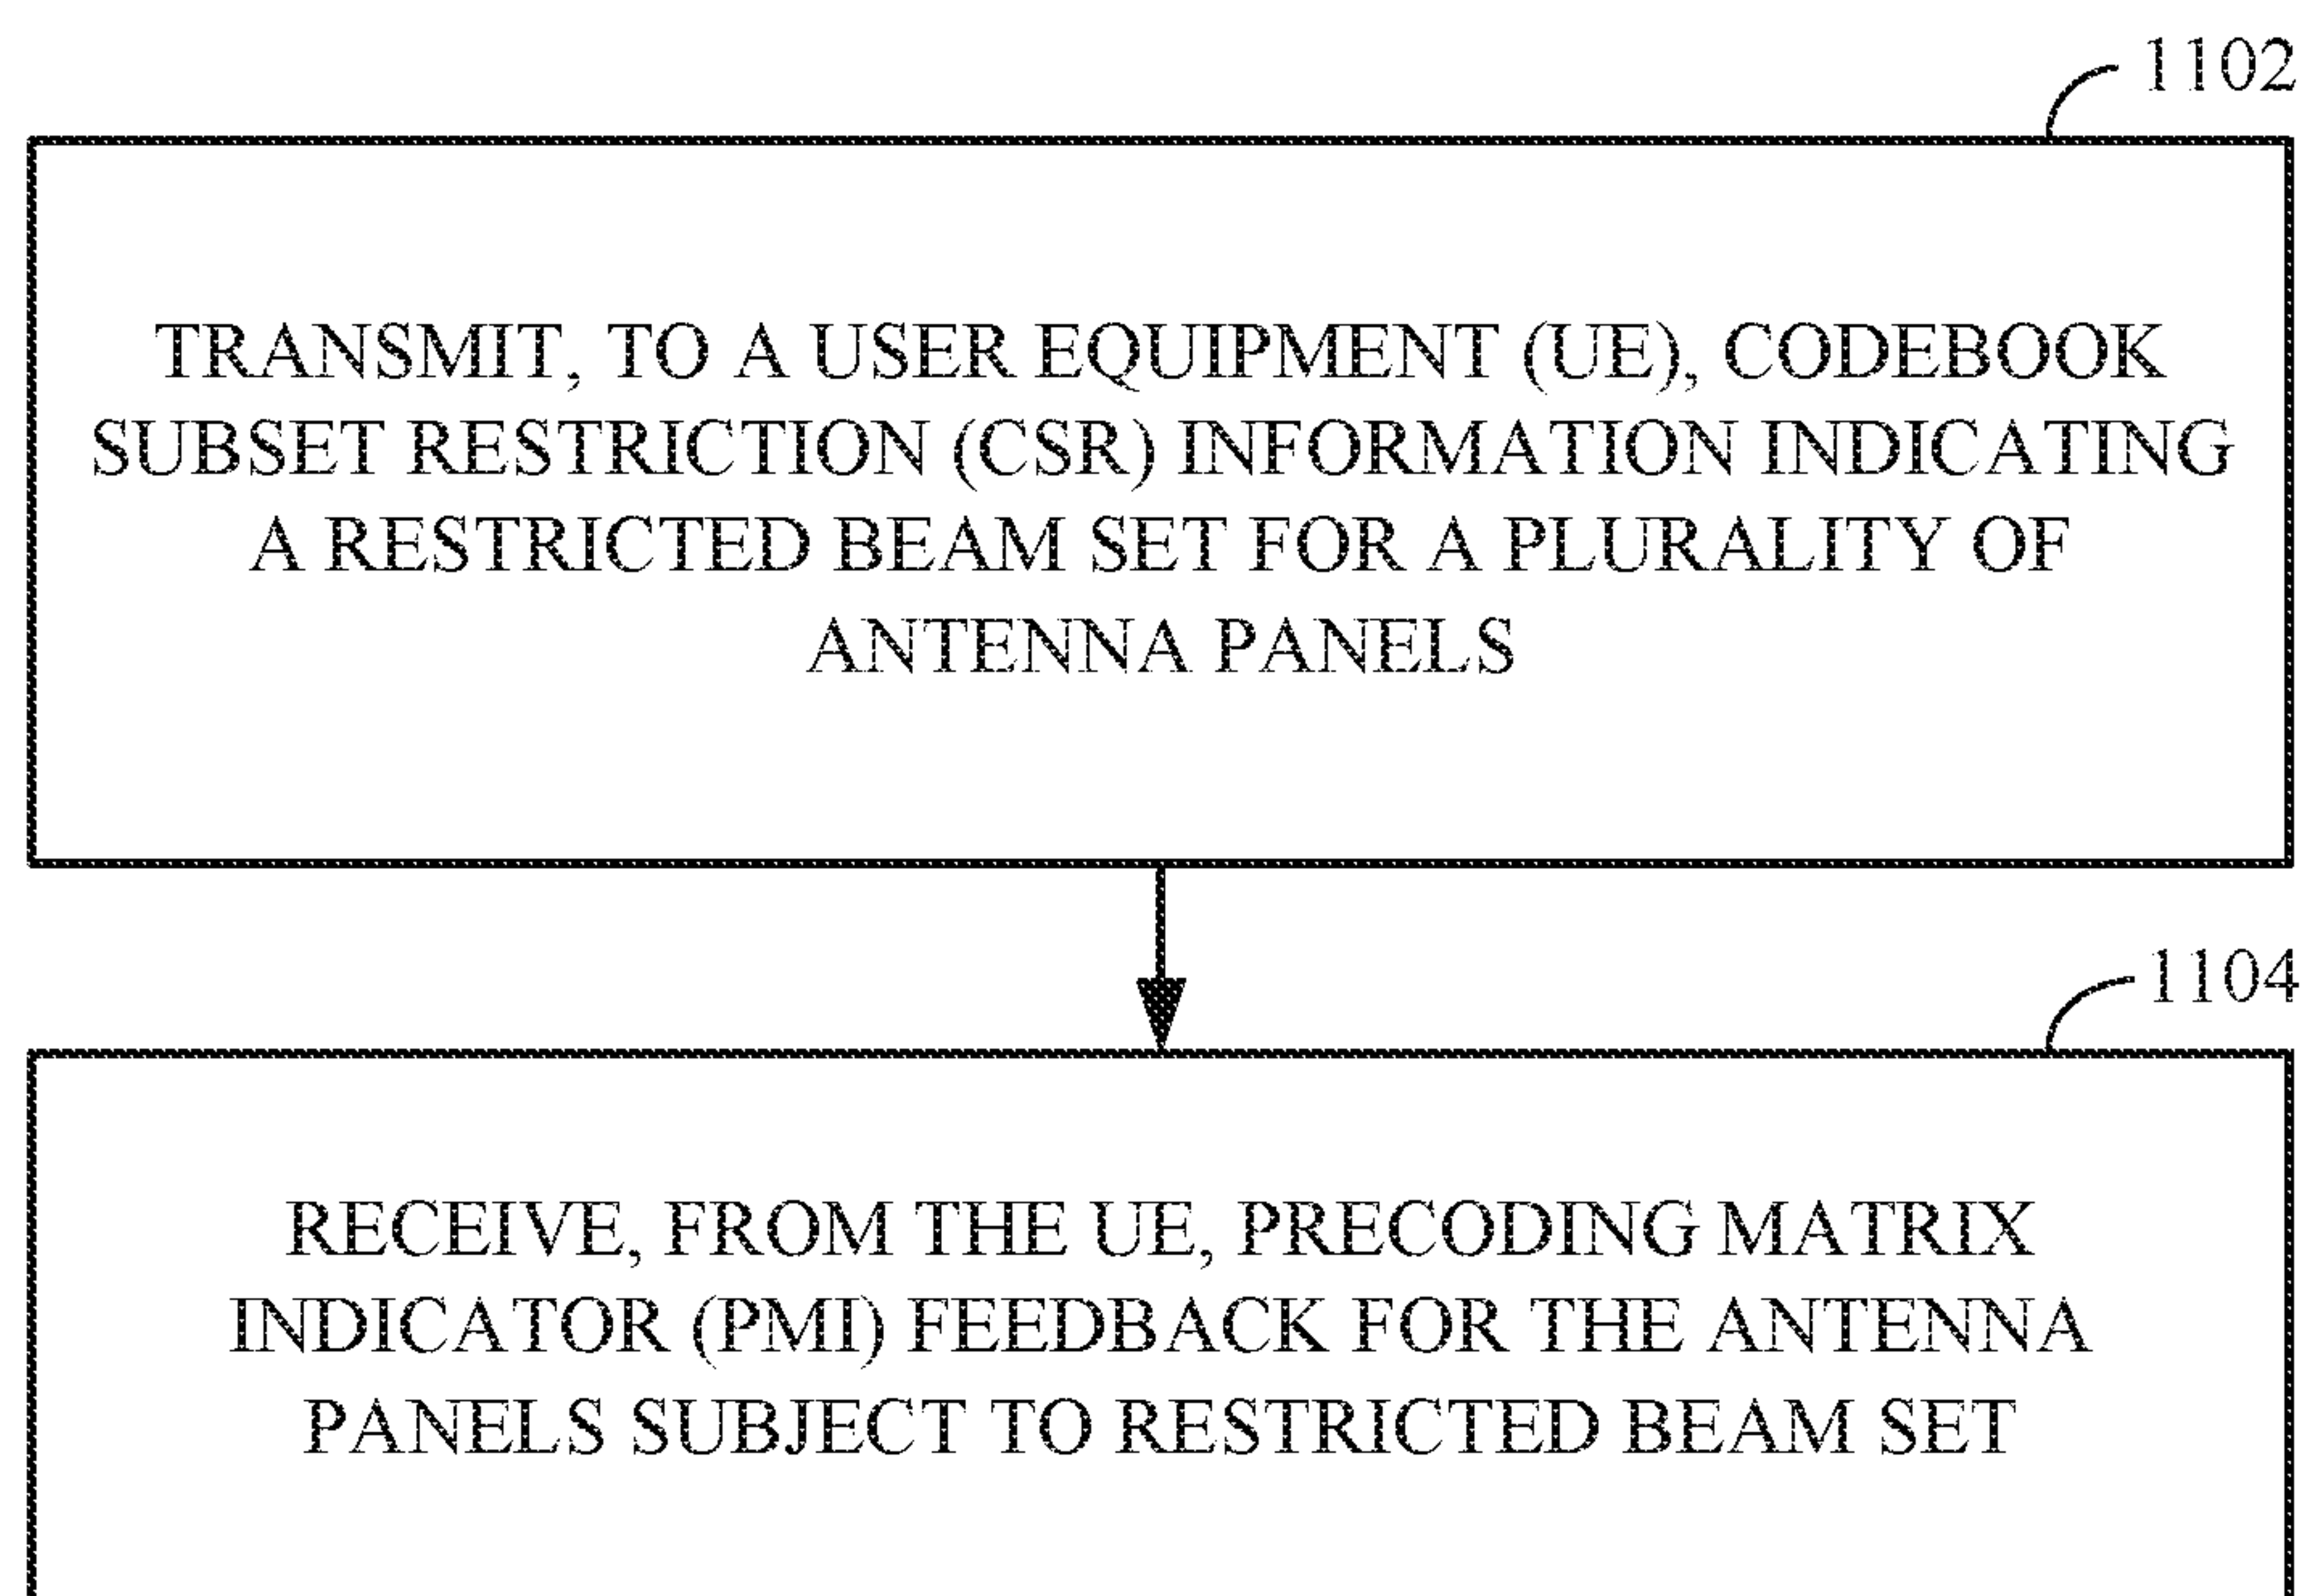 1102
TRANSMIT, TO A USER EQUIPMENT (UE), CODEBOOK
SUBSET RESTRICTION (CSR) INFORMATION INDICATING
A RESTRICTED BEAM SET FOR A PLURALITY OF
ANTENNA PANELS
1104
RECEIVE, FROM THE UE, PRECODING MATRIX
INDICATOR (PMI) FEEDBACK FOR THE ANTENNA
PANELS SUBJECT TO RESTRICTED BEAM SET